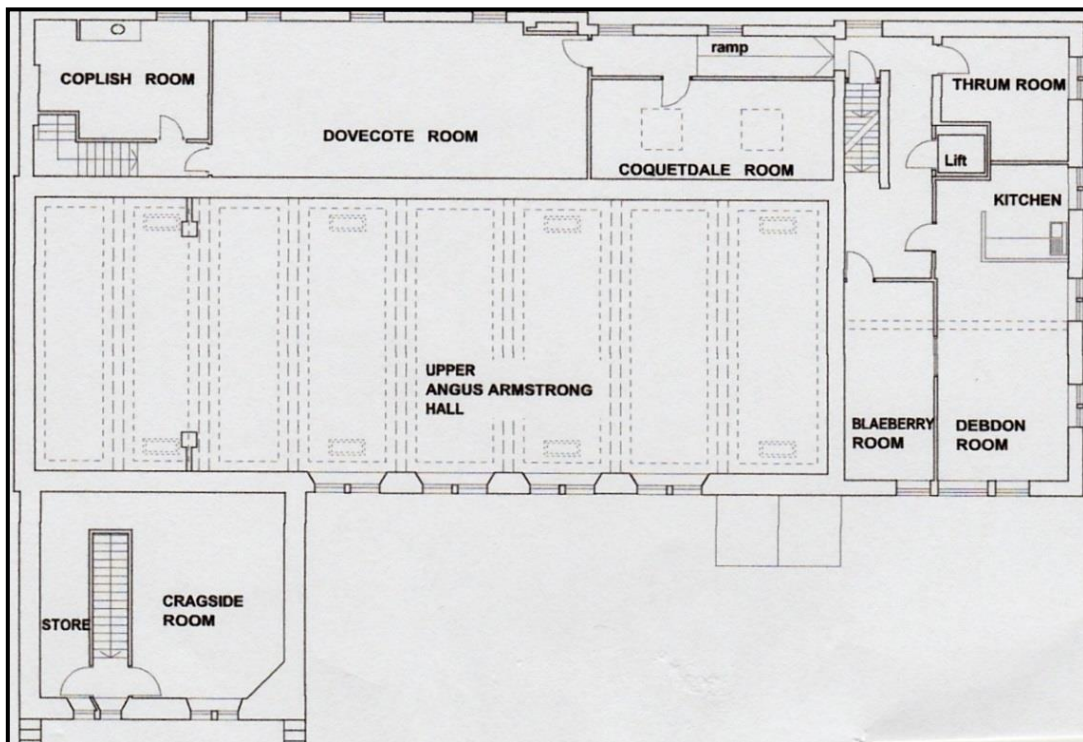 COPLISH ROOM
DOVECOTE ROOM
ramp
COQUETDALE ROOM
THRUM ROOM
Lift
KITCHEN
UPPER
ANGUS ARMSTRONG
HALL
BLAEBERRY
ROOM
DEBDON
ROOM
CRAGSIDE
ROOM
STORE